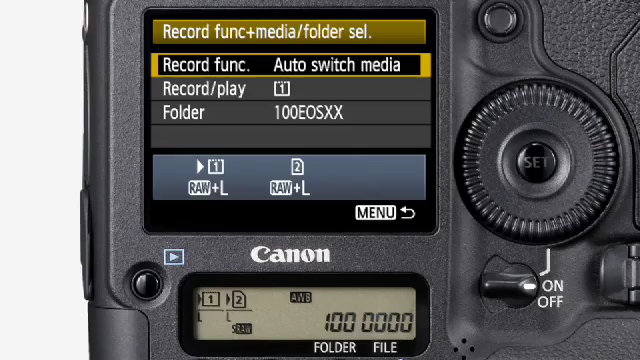 Record func+media/folder sel.
Record func. Auto switch media
Record/play 1
Folder 100EOSXX
1 2
RAW+L RAW+L
MENU
SET
Canon
ON
OFF
1 2 AWB
L L
sRAW
100 0000
FOLDER FILE